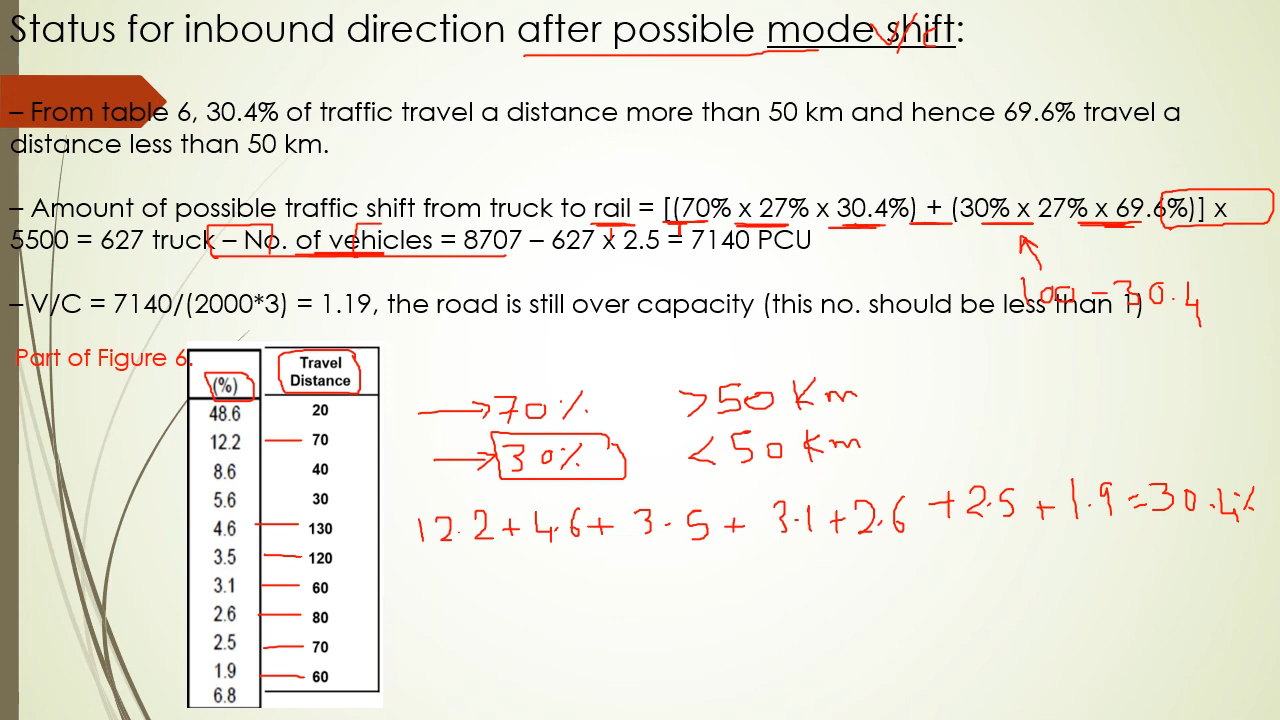 Status for inbound direction after possible mode shift:
V/C
– From table 6, 30.4% of traffic travel a distance more than 50 km and hence 69.6% travel a
distance less than 50 km.
– Amount of possible traffic shift from truck to rail = [(70% x 27% x 30.4%) + (30% x 27% x 69.6%)] x
5500 = 627 truck – No. of vehicles = 8707 – 627 x 2.5 = 7140 PCU
100 - 30.4
– V/C = 7140/(2000*3) = 1.19, the road is still over capacity (this no. should be less than 1)
Part of Figure 6.
(%) Travel Distance
48.6 20
12.2 70
8.6 40
5.6 30
4.6 130
3.5 120
3.1 60
2.6 80
2.5 70
1.9 60
6.8
70% >50 Km
30% <50 Km
12.2 + 4.6 + 3.5 + 3.1 + 2.6 + 2.5 + 1.9 = 30.4%